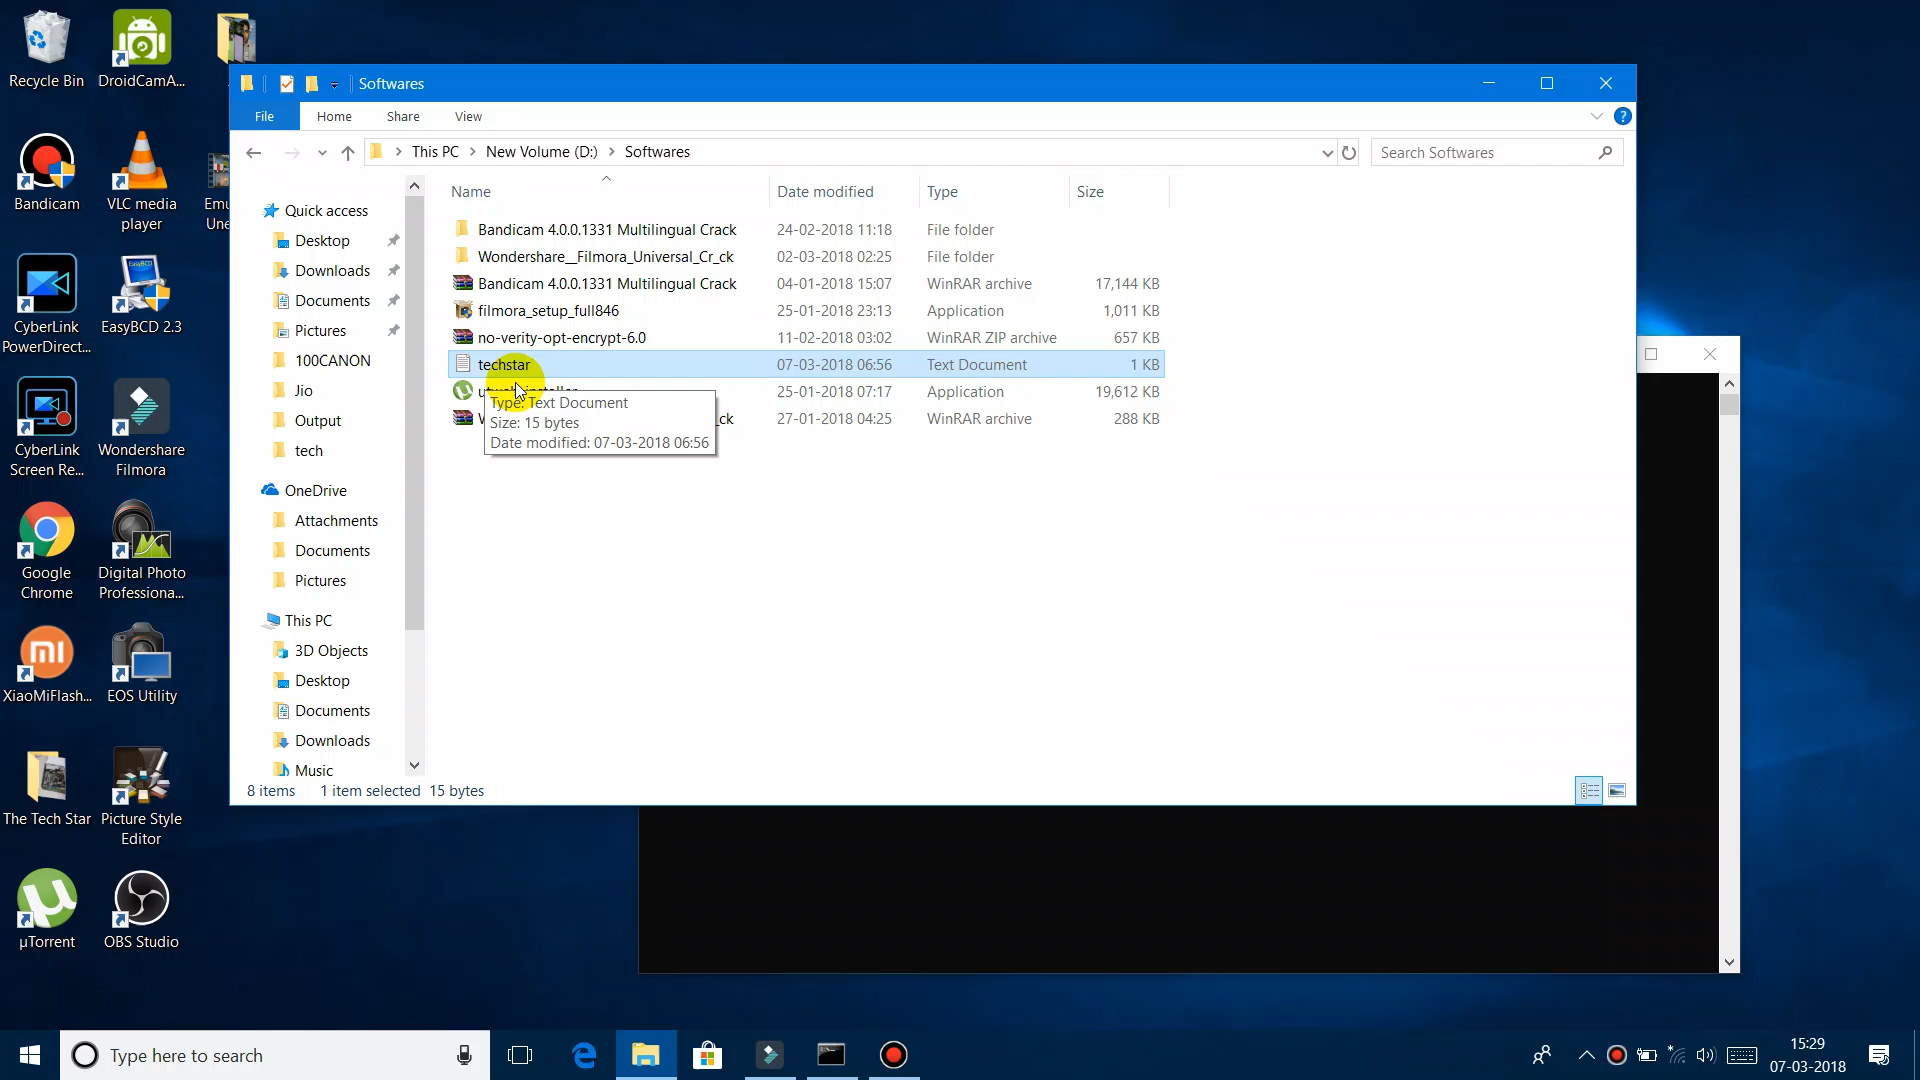 Recycle Bin
DroidCamA...
Bandicam
VLC media
player
Emu
Une
CyberLink
PowerDirect...
EasyBCD
EasyBCD 2.3
CyberLink
Screen Re...
Wondershare
Filmora
Google
Chrome
Digital Photo
Professiona...
XiaoMiFlash...
EOS Utility
The Tech Star
Picture Style
Editor
µTorrent
OBS Studio
Softwares
File
Home
Share
View
This PC
New Volume (D:)
Softwares
Search Softwares
Quick access
Desktop
Downloads
Documents
Pictures
100CANON
Jio
Output
tech
OneDrive
Attachments
Documents
Pictures
This PC
3D Objects
Desktop
Documents
Downloads
Music
Name Date modified Type Size
Bandicam 4.0.0.1331 Multilingual Crack 24-02-2018 11:18 File folder
Wondershare__Filmora_Universal_Cr_ck 02-03-2018 02:25 File folder
Bandicam 4.0.0.1331 Multilingual Crack 04-01-2018 15:07 WinRAR archive 17,144 KB
filmora_setup_full846 25-01-2018 23:13 Application 1,011 KB
no-verity-opt-encrypt-6.0 11-02-2018 03:02 WinRAR ZIP archive 657 KB
techstar 07-03-2018 06:56 Text Document 1 KB
25-01-2018 07:17 Application 19,612 KB
_ck 27-01-2018 04:25 WinRAR archive 288 KB
Type: Text Document
Size: 15 bytes
Date modified: 07-03-2018 06:56
8 items 1 item selected 15 bytes
Type here to search
15:29
07-03-2018